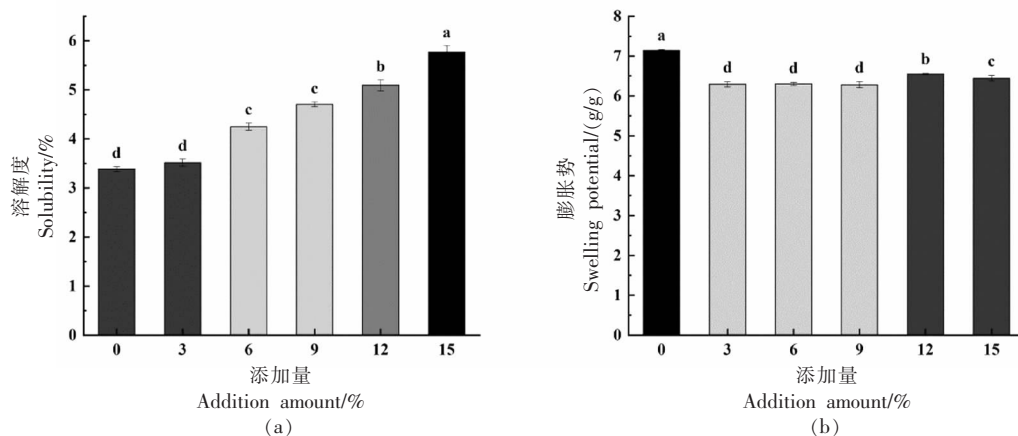 溶解度
Solubility/%
6
5
4
3
2
1
0
d
d
c
c
b
a
0 3 6 9 12 15
添加量
Addition amount/%
(a)
膨胀势
Swelling potential/(g/g)
8
7
6
5
4
3
2
1
0
a
d
d
d
b
c
0 3 6 9 12 15
添加量
Addition amount/%
(b)